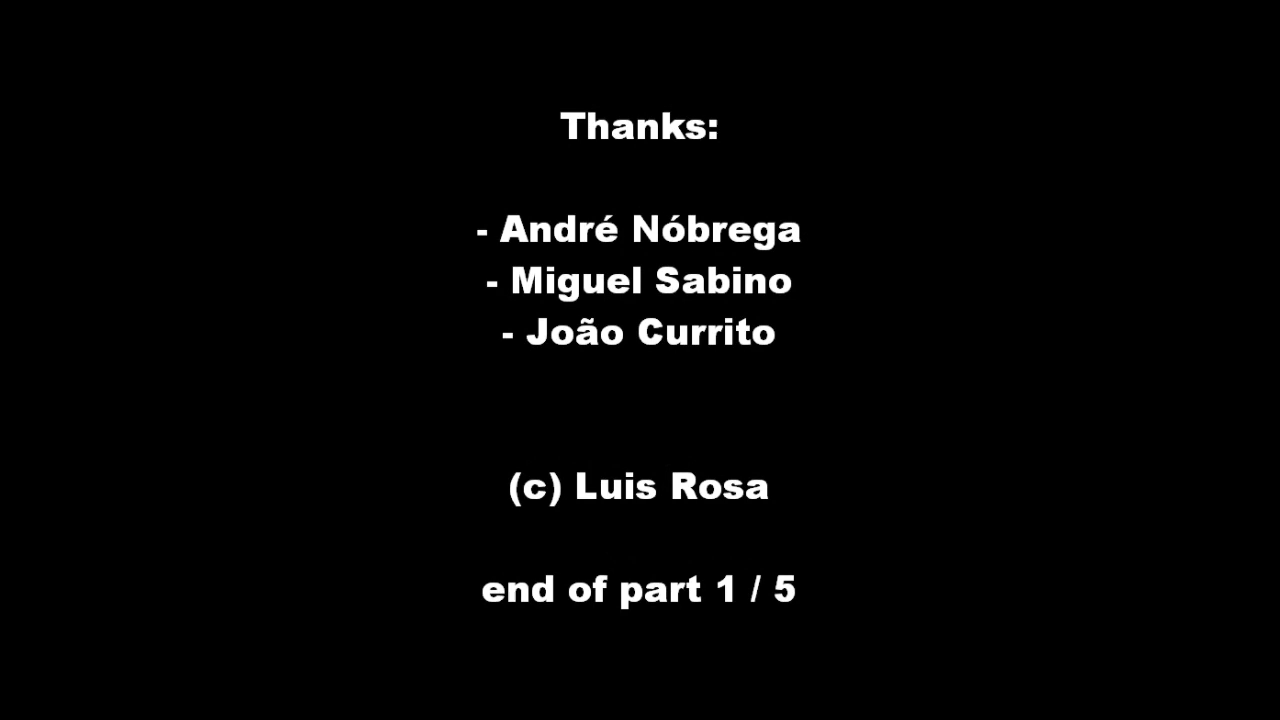 Thanks:
- André Nóbrega
- Miguel Sabino
- João Currito
(c) Luis Rosa
end of part 1 / 5